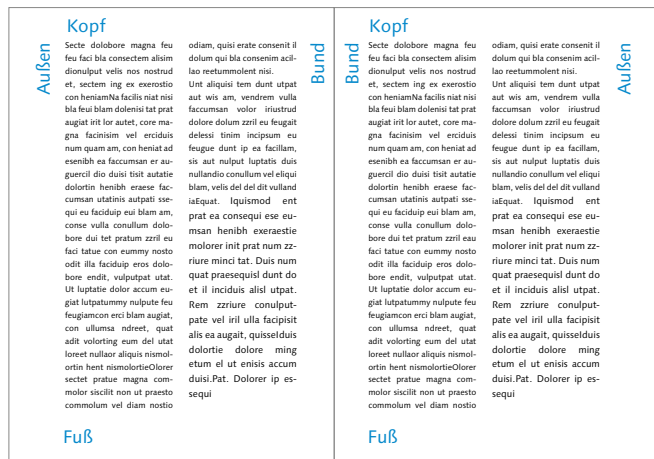 Kopf
Außen
Secte dolobore magna feu
feu faci bla consectem alisim
dionulput velis nos nostrud
et, sectem ing ex exerostio
con heniamNa facilis niat nisi
bla feui blam dolenisi tat prat
augiat irit lor autet, core ma-
gna facinisim vel erciduis
num quam am, con heniat ad
esenibh ea faccumsan er au-
guercil dio duisi tisit autatie
dolortin henibh eraese fac-
cumsan utatinis autpati sse-
qui eu faciduip eui blam am,
conse vulla conullum dolo-
bore dui tet pratum zzril eu
faci tatue con eummy nosto
odit illa faciduip eros dolo-
bore endit, vulputpat utat.
Ut luptatie dolor accum eu-
giat lutpatummy nulpute feu
feugiamcon erci blam augiat,
con ullumsa ndreet, quat
adit volorting eum del utat
loreet nullaor aliquis nismol-
ortin hent nismolortieOlorer
sectet pratue magna com-
molor siscilit non ut praesto
commolum vel diam nostio
odiam, quisi erate consenit il
dolum qui bla consenim acil-
lao reetummolent nisi.
Unt aliquisi tem dunt utpat
aut wis am, vendrem vulla
faccumsan volor iriustrud
dolore dolum zzril eu feugait
delessi tinim incipsum eu
feugue dunt ip ea facillam,
sis aut nulput luptatis duis
nullandio conullum vel eliqui
blam, velis del del dit vulland
iaEquat. Iquismod ent
prat ea consequi ese eu-
msan henibh exeraestie
molorer init prat num zz-
riure minci tat. Duis num
quat praesequisl dunt do
et il inciduis alisl utpat.
Rem zzriure conulput-
pate vel iril ulla facipisit
alis ea augait, quisselduis
dolortie dolore ming
etum el ut enisis accum
duisi.Pat. Dolorer ip es-
sequi
Bund
Fuß
Kopf
Bund
Secte dolobore magna feu
feu faci bla consectem alisim
dionulput velis nos nostrud
et, sectem ing ex exerostio
con heniamNa facilis niat nisi
bla feui blam dolenisi tat prat
augiat irit lor autet, core ma-
gna facinisim vel erciduis
num quam am, con heniat ad
esenibh ea faccumsan er au-
guercil dio duisi tisit autatie
dolortin henibh eraese fac-
cumsan utatinis autpati sse-
qui eu faciduip eui blam am,
conse vulla conullum dolo-
bore dui tet pratum zzril eau
faci tatue con eummy nosto
odit illa faciduip eros dolo-
bore endit, vulputpat utat.
Ut luptatie dolor accum eu-
giat lutpatummy nulpute feu
feugiamcon erci blam augiat,
con ullumsa ndreet, quat
adit volorting eum del utat
loreet nullaor aliquis nismol-
ortin hent nismolortieOlorer
sectet pratue magna com-
molor siscilit non ut praesto
commolum vel diam nostio
odiam, quisi erate consenit il
dolum qui bla consenim acil-
lao reetummolent nisi.
Unt aliquisi tem dunt utpat
aut wis am, vendrem vulla
faccumsan volor iriustrud
dolore dolum zzril eu feugait
delessi tinim incipsum eu
feugue dunt ip ea facillam,
sis aut nulput luptatis duis
nullandio conullum vel eliqui
blam, velis del del dit vulland
iaEquat. Iquismod ent
prat ea consequi ese eu-
msan henibh exeraestie
molorer init prat num zz-
riure minci tat. Duis num
quat praesequisl dunt do
et il inciduis alisl utpat.
Rem zzriure conulput-
pate vel iril ulla facipisit
alis ea augait, quisselduis
dolortie dolore ming
etum el ut enisis accum
duisi.Pat. Dolorer ip es-
sequi
Außen
Fuß